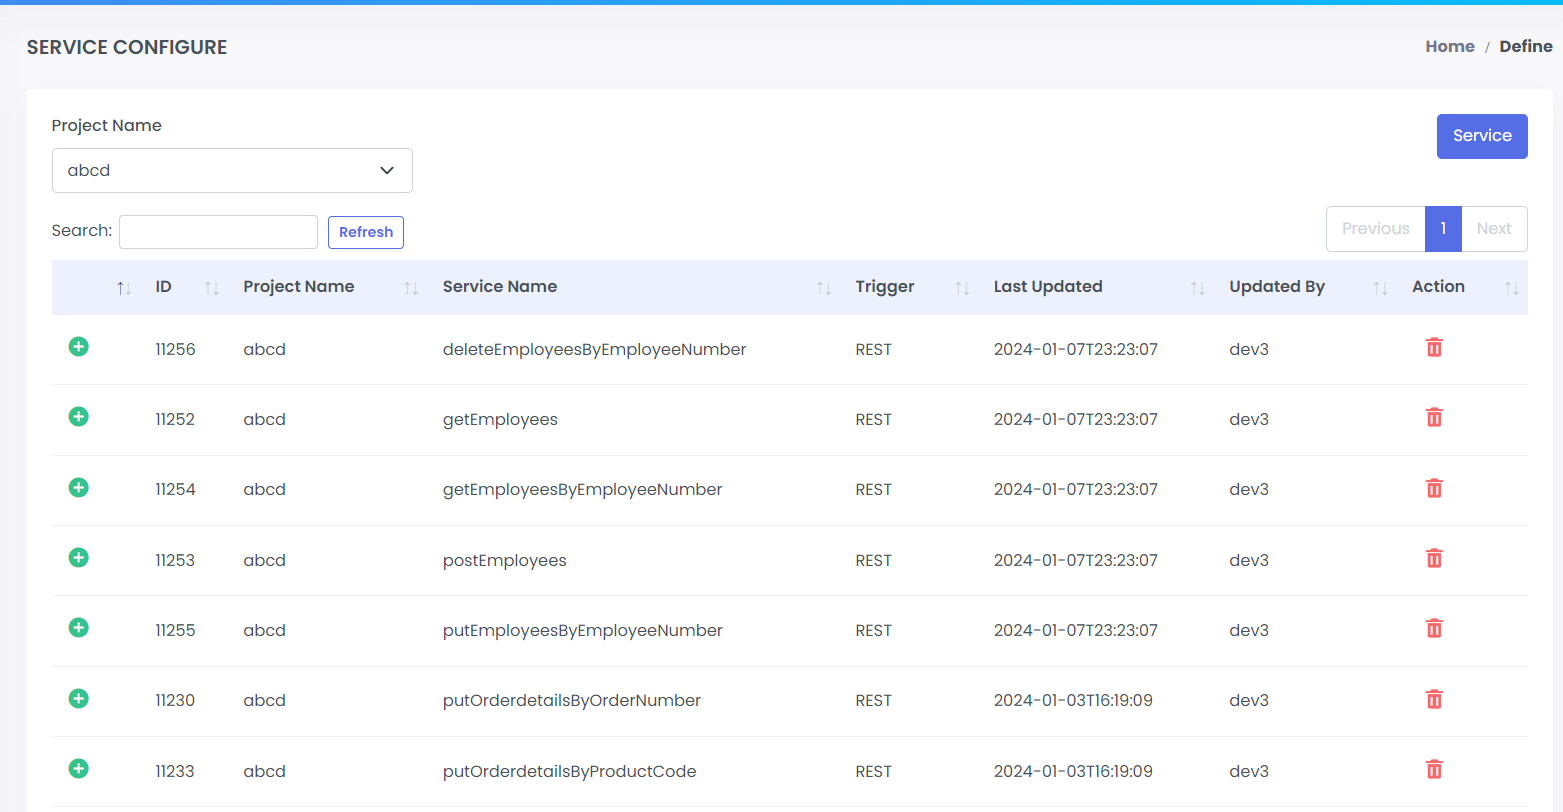 SERVICE CONFIGURE
Home / Define
Project Name
Service
abcd
Search: Refresh
Previous 1 Next
ID Project Name Service Name Trigger Last Updated Updated By Action
11256 abcd deleteEmployeesByEmployeeNumber REST 2024-01-07T23:23:07 dev3
11252 abcd getEmployees REST 2024-01-07T23:23:07 dev3
11254 abcd getEmployeesByEmployeeNumber REST 2024-01-07T23:23:07 dev3
11253 abcd postEmployees REST 2024-01-07T23:23:07 dev3
11255 abcd putEmployeesByEmployeeNumber REST 2024-01-07T23:23:07 dev3
11230 abcd putOrderdetailsByOrderNumber REST 2024-01-03T16:19:09 dev3
11233 abcd putOrderdetailsByProductCode REST 2024-01-03T16:19:09 dev3